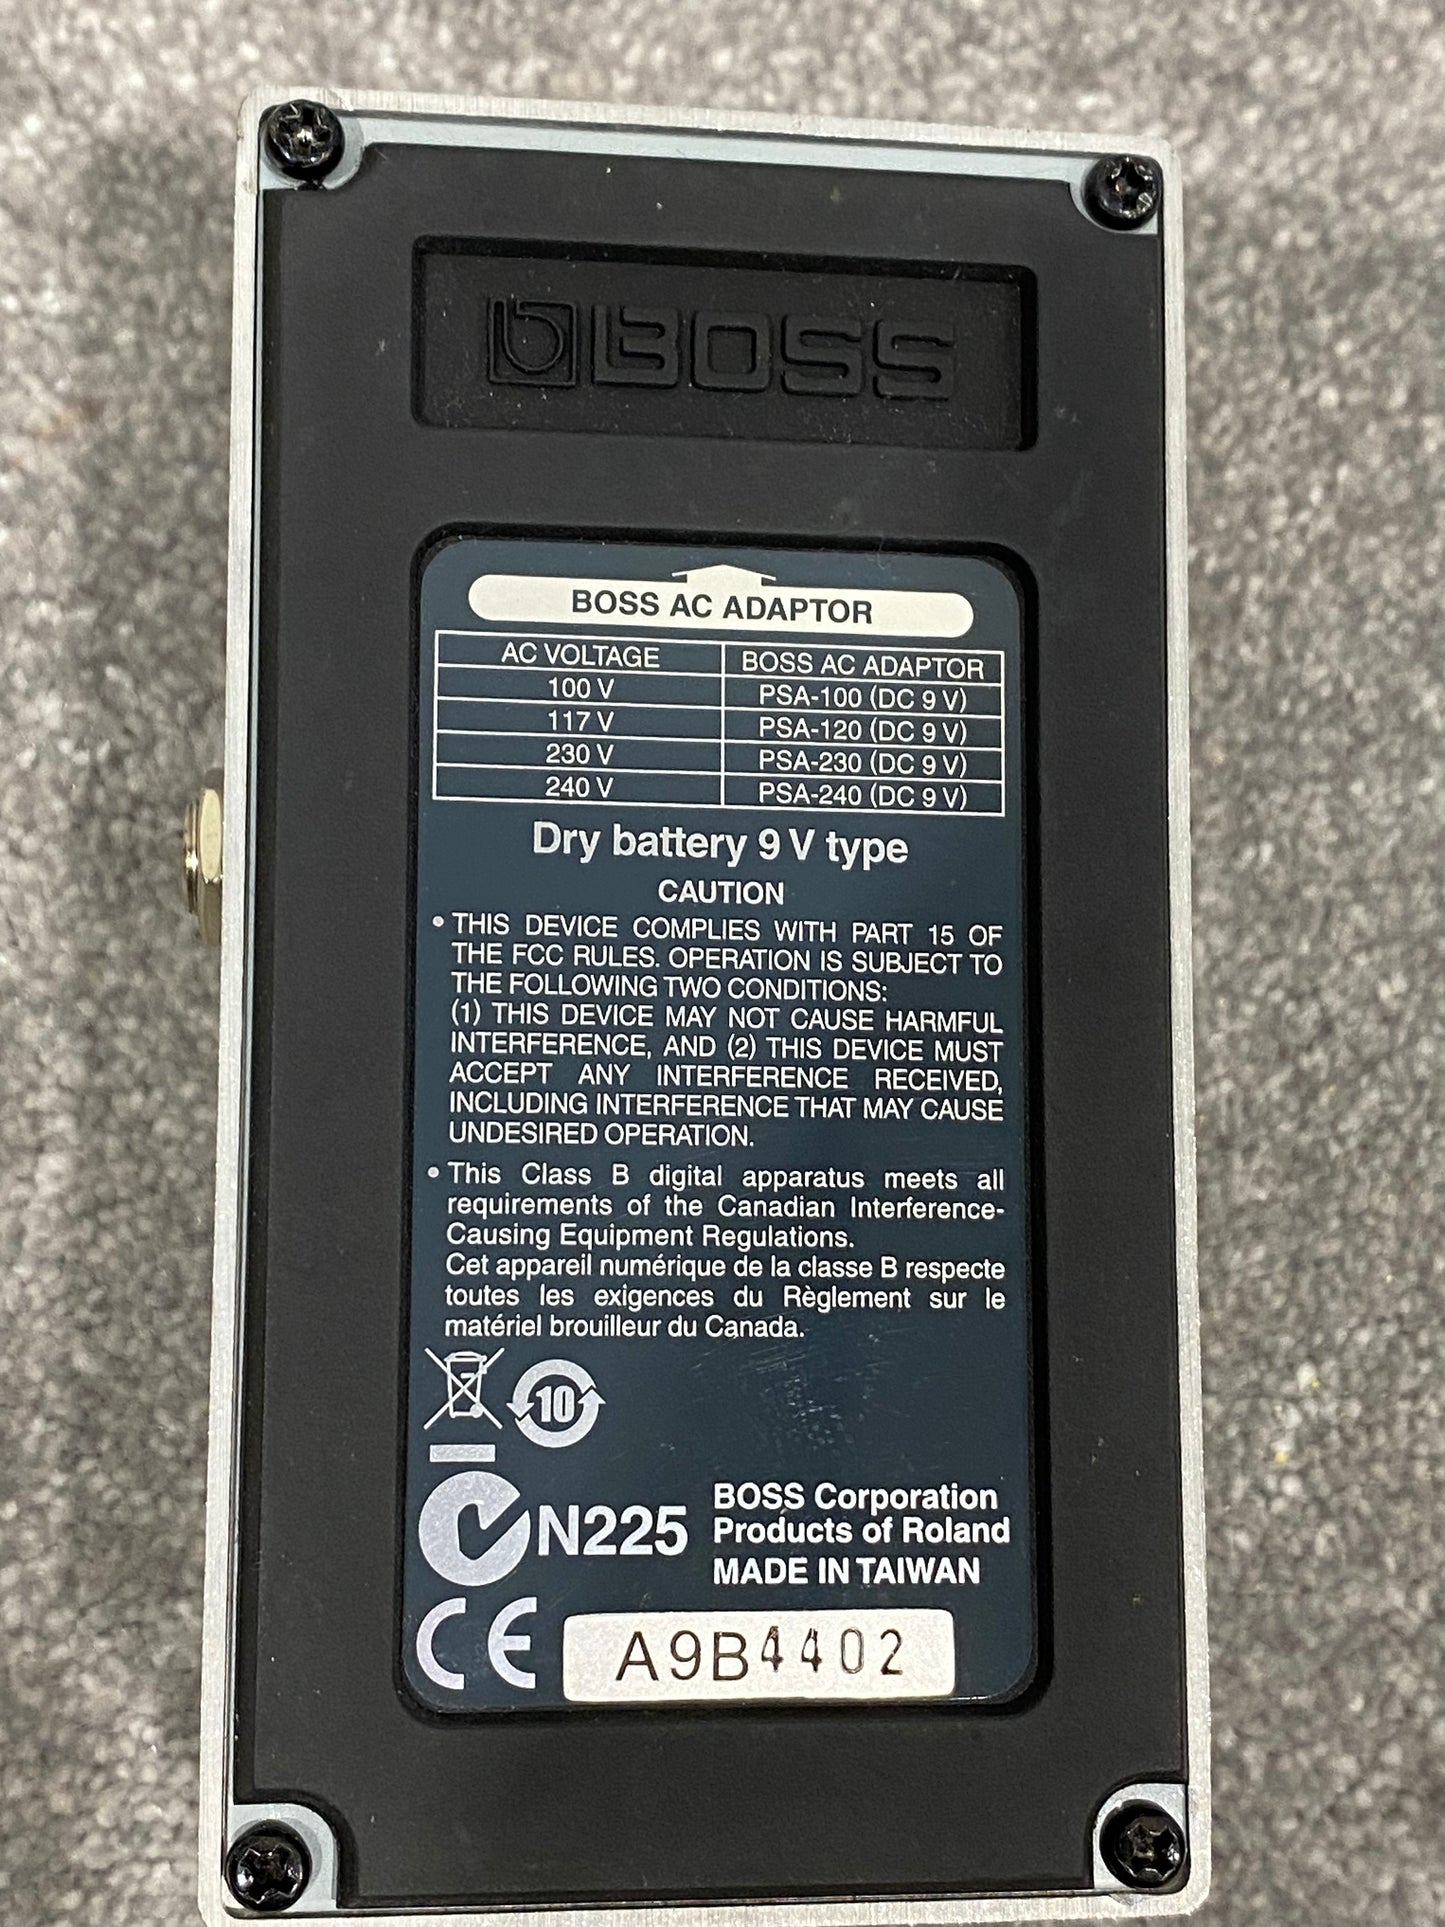 BOSS
BOSS AC ADAPTOR
AC VOLTAGE BOSS AC ADAPTOR
100 V PSA-100 (DC 9 V)
117 V PSA-120 (DC 9 V)
230 V PSA-230 (DC 9 V)
240 V PSA-240 (DC 9 V)
Dry battery 9 V type
CAUTION
• THIS DEVICE COMPLIES WITH PART 15 OF
THE FCC RULES. OPERATION IS SUBJECT TO
THE FOLLOWING TWO CONDITIONS:
(1) THIS DEVICE MAY NOT CAUSE HARMFUL
INTERFERENCE, AND (2) THIS DEVICE MUST
ACCEPT ANY INTERFERENCE RECEIVED,
INCLUDING INTERFERENCE THAT MAY CAUSE
UNDESIRED OPERATION.
• This Class B digital apparatus meets all
requirements of the Canadian Interference-
Causing Equipment Regulations.
Cet appareil numérique de la classe B respecte
toutes les exigences du Règlement sur le
matériel brouilleur du Canada.
10
N225
BOSS Corporation
Products of Roland
MADE IN TAIWAN
CE
A9B4402